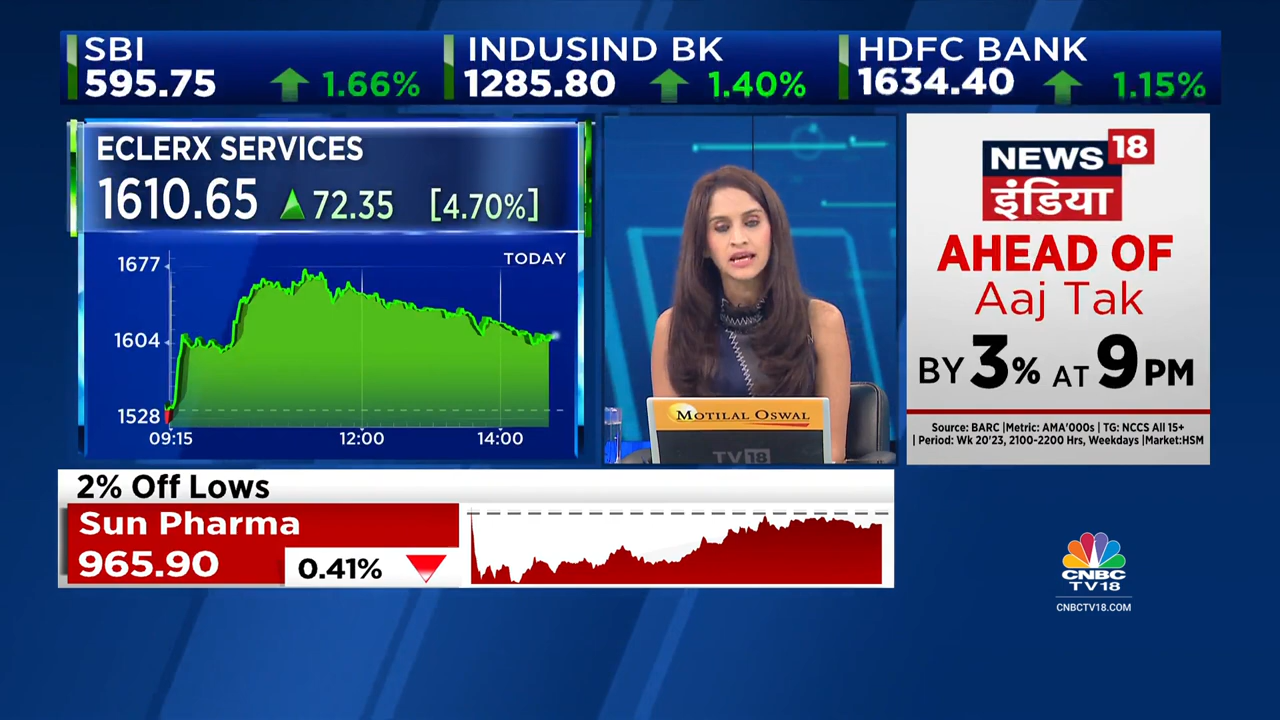 SBI
595.75 1.66%
INDUSIND BK
1285.80 1.40%
HDFC BANK
1634.40 1.15%
ECLERX SERVICES
1610.65 72.35 [4.70%]
TODAY
1677
1604
1528
09:15 12:00 14:00
MOTILAL OSWAL
TV18
NEWS 18
इंडिया
AHEAD OF
Aaj Tak
BY 3% AT 9 PM
Source: BARC |Metric: AMA'000s | TG: NCCS All 15+
| Period: Wk 20'23, 2100-2200 Hrs, Weekdays |Market:HSM
2% Off Lows
Sun Pharma
965.90 0.41%
CNBC
TV18
CNBCTV18.COM